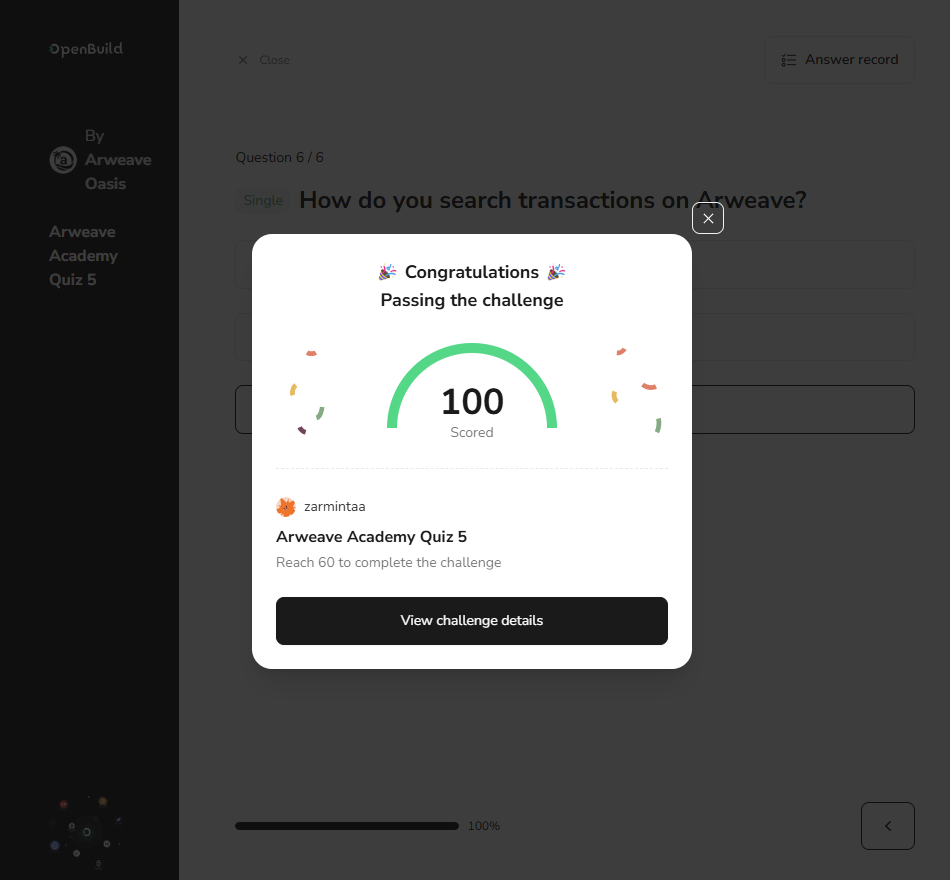 OpenBuild
By
Arweave
Oasis
Arweave
Academy
Quiz 5
Close
Answer record
Question 6 / 6
Single How do you search transactions on Arweave?
Congratulations
Passing the challenge
100
Scored
zarmintaa
Arweave Academy Quiz 5
Reach 60 to complete the challenge
View challenge details
100%